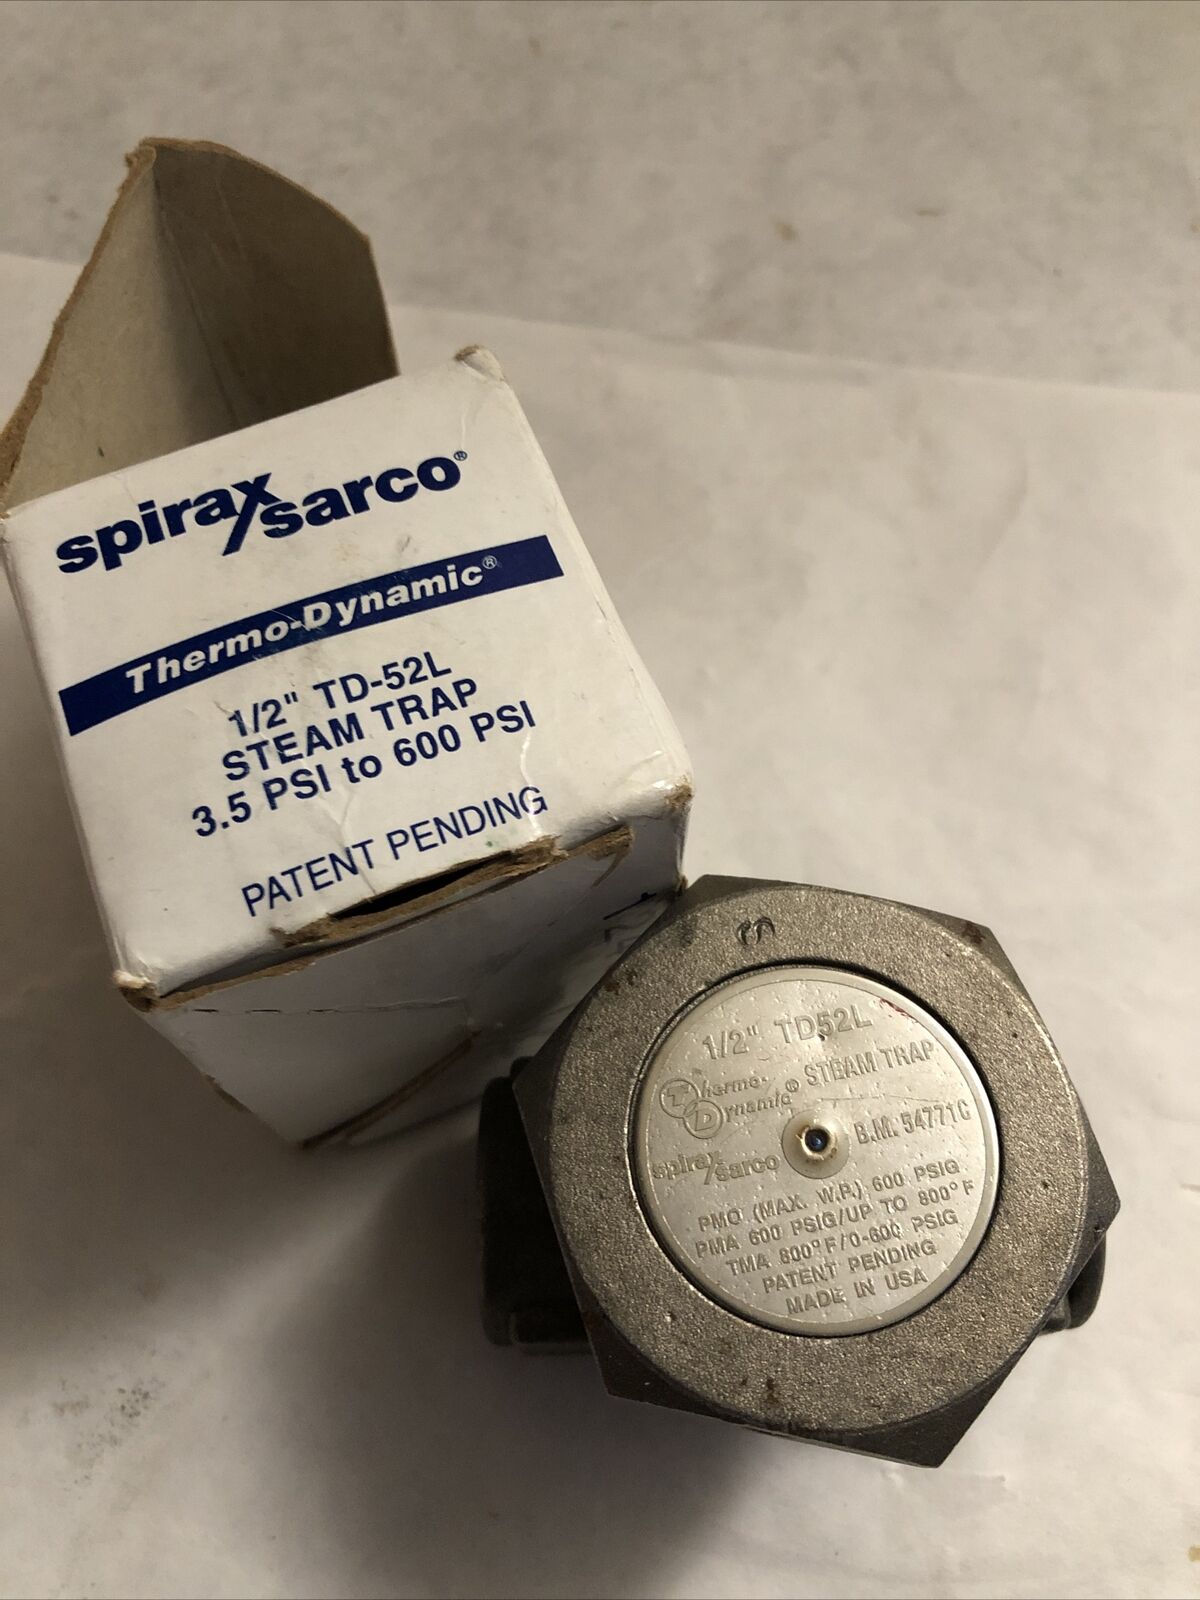 spirax/sarco®
Thermo-Dynamic®
1/2" TD-52L
STEAM TRAP
3.5 PSI to 600 PSI
PATENT PENDING
1/2" TD52L
Thermo-Dynamic® STEAM TRAP
B.M. 54771C
spirax/sarco
PMO (MAX. W.P.) 600 PSIG
PMA 600 PSIG/UP TO 800°F
TMA 800°F/0-600 PSIG
PATENT PENDING
MADE IN USA